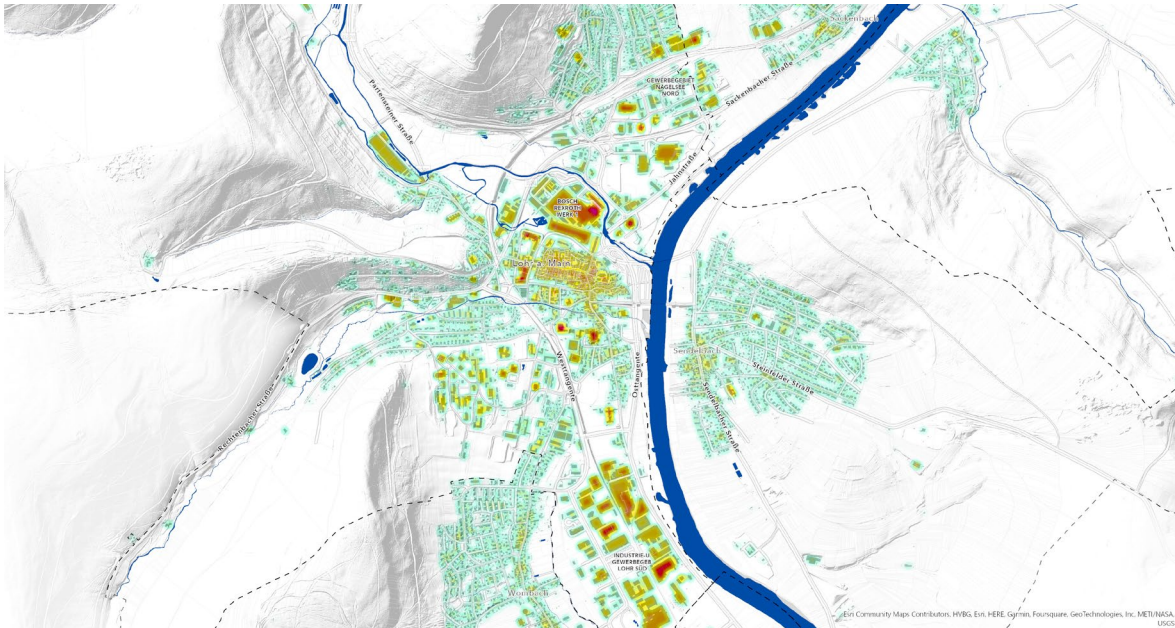 Sackenbach
GEWERBEGEBIET
NAGELSEE
NORD
Sackenbacher Straße
Partensteiner Straße
Jahnstraße
BOSCH
REXROTH
WERK
Lohr a. Main
Sendelbach
Steinfelder Straße
Westtangente
Osttangente
Sendelbacher Straße
Rechtenbacher Straße
INDUSTRIE-U
GEWERBEGEB
LOHR SÜD
Wombach
Esri Community Maps Contributors, HVBG, Esri, HERE, Garmin, Foursquare, GeoTechnologies, Inc, METI/NASA,
USGS